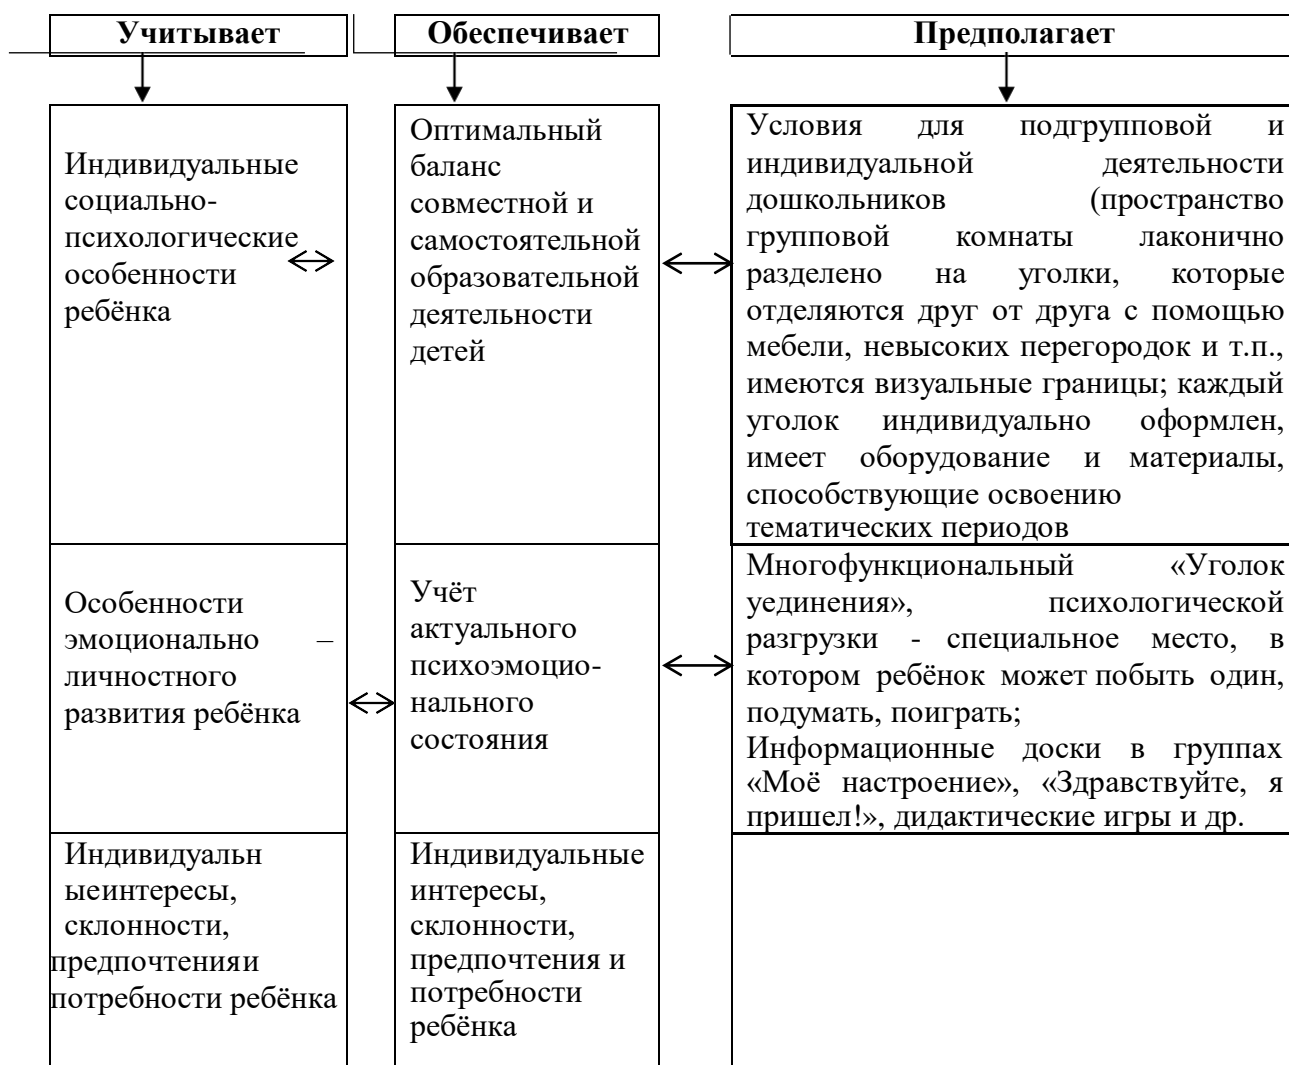 Учитывает
Обеспечивает
Предполагает
Индивидуальные
социально-
психологические
особенности
ребёнка
Оптимальный
баланс
совместной и
самостоятельной
образовательной
деятельности
детей
Условия для подгрупповой и
индивидуальной деятельности
дошкольников (пространство
групповой комнаты лаконично
разделено на уголки, которые
отделяются друг от друга с помощью
мебели, невысоких перегородок и т.п.,
имеются визуальные границы; каждый
уголок индивидуально оформлен,
имеет оборудование и материалы,
способствующие освоению
тематических периодов
Особенности
эмоционально –
личностного
развития ребёнка
Учёт
актуального
психоэмоцио-
нального
состояния
Многофункциональный «Уголок
уединения», психологической
разгрузки - специальное место, в
котором ребёнок может побыть один,
подумать, поиграть;
Информационные доски в группах
«Моё настроение», «Здравствуйте, я
пришел!», дидактические игры и др.
Индивидуальн
ыеинтересы,
склонности,
предпочтенияи
потребности ребёнка
Индивидуальные
интересы,
склонности,
предпочтения и
потребности
ребёнка